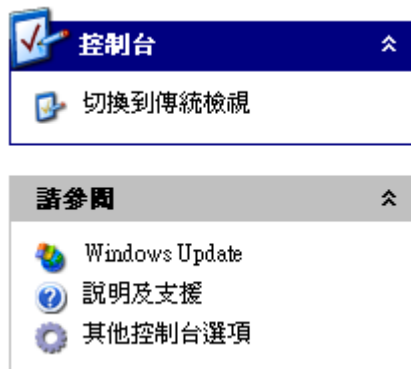 控制台
切換到傳統檢視
請參閱
Windows Update
說明及支援
其他控制台選項